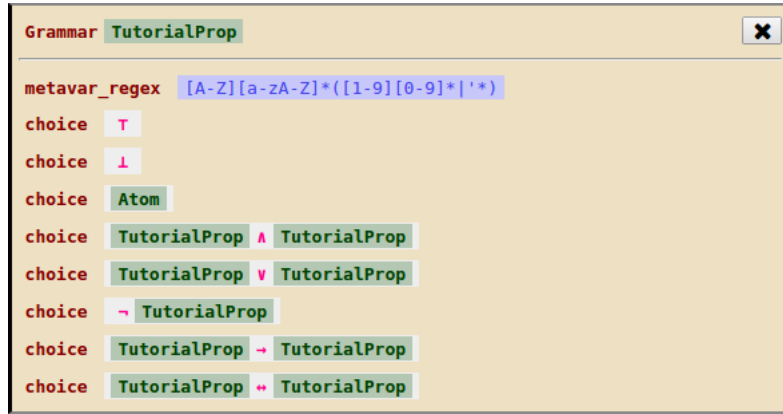 Grammar TutorialProp ✖
metavar_regex [A-Z][a-zA-Z]*([1-9][0-9]*|'*)
choice ⊤
choice ⊥
choice Atom
choice TutorialProp ∧ TutorialProp
choice TutorialProp ∨ TutorialProp
choice ¬ TutorialProp
choice TutorialProp → TutorialProp
choice TutorialProp ↔ TutorialProp